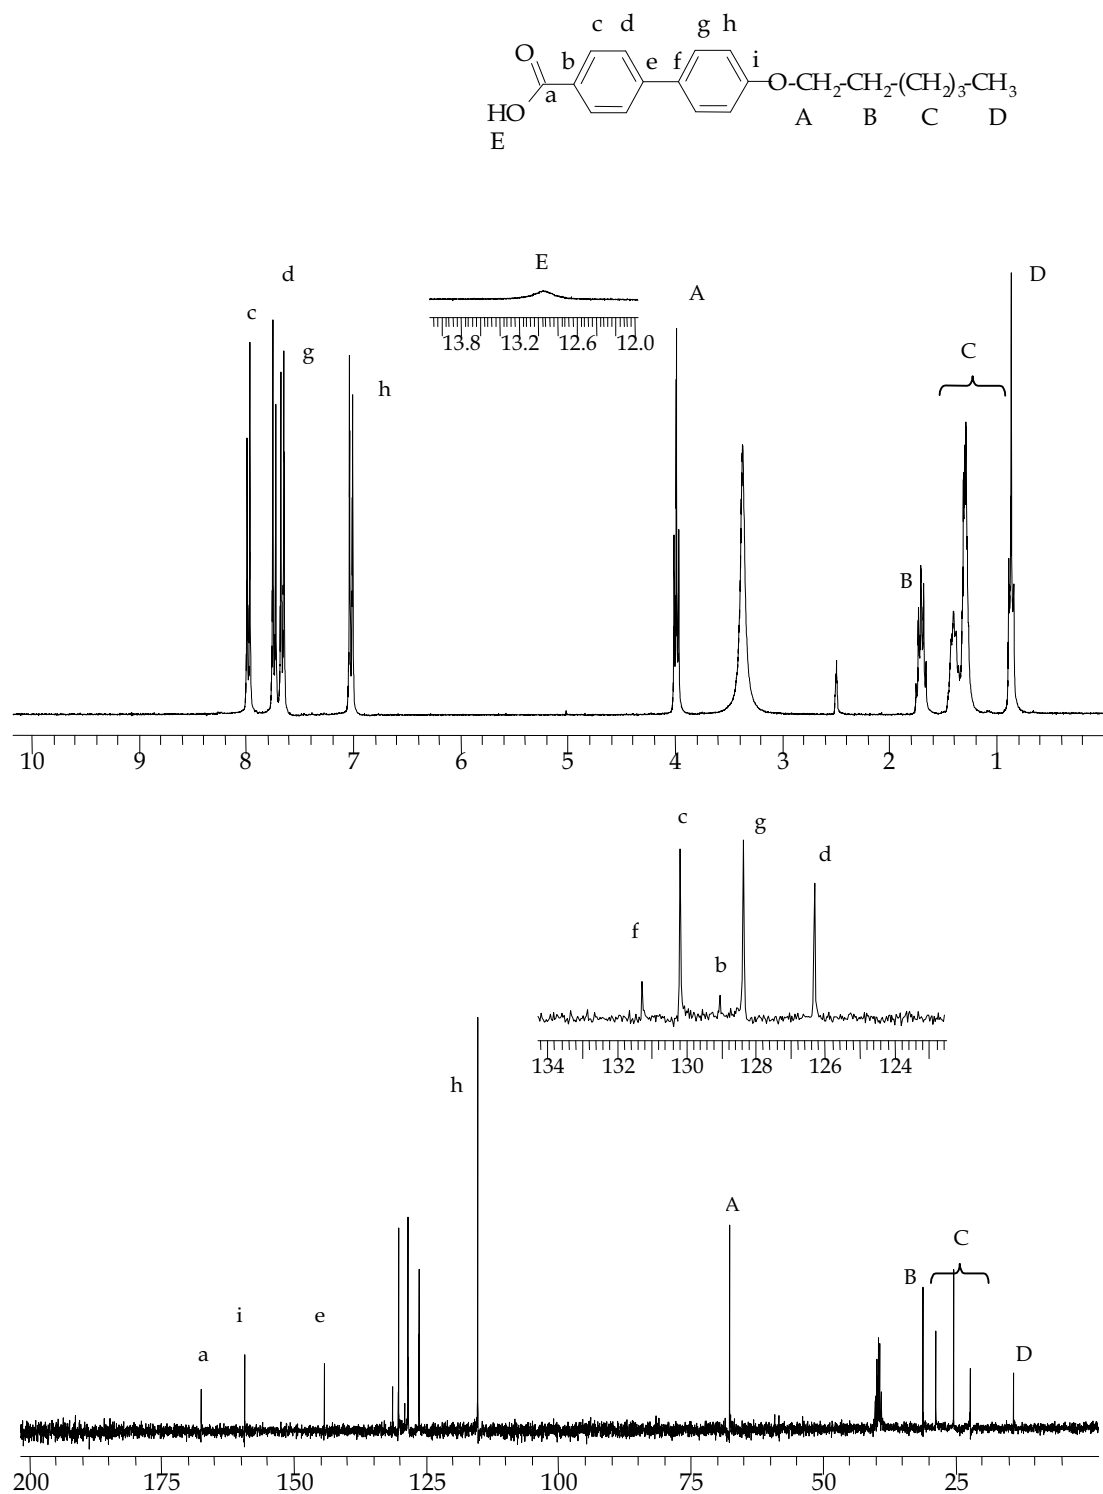 c d g h
O b e f i
a O-CH2-CH2-(CH2)3-CH3
HO A B C D
E
E
d D
A
c
13.8 13.2 12.6 12.0
g C
h
B
10 9 8 7 6 5 4 3 2 1
c g
d
f
b
134 132 130 128 126 124
h
A
C
B
i e
a D
200 175 150 125 100 75 50 25